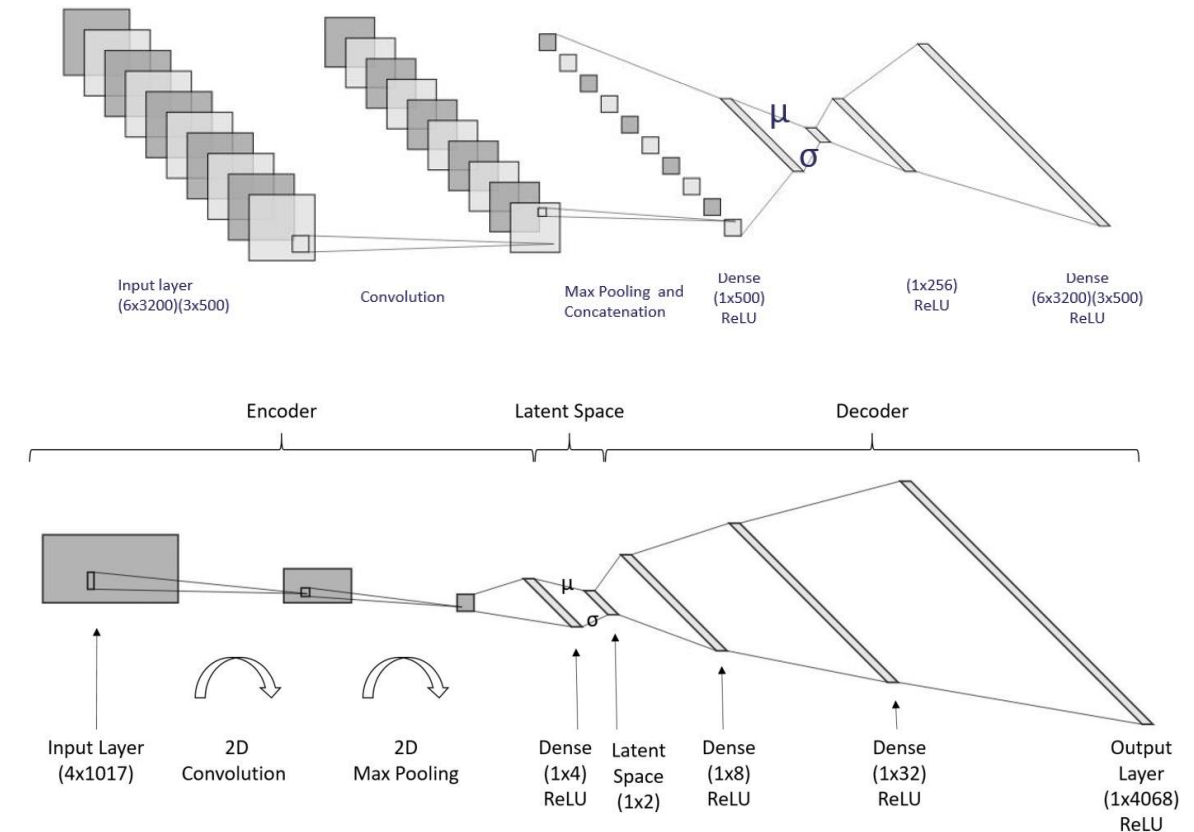 μ
σ
Input layer
(6x3200)(3x500)
Convolution
Max Pooling and
Concatenation
Dense
(1x500)
ReLU
(1x256)
ReLU
Dense
(6x3200)(3x500)
ReLU
Encoder
Latent Space
Decoder
μ
σ
Input Layer
(4x1017)
2D
Convolution
2D
Max Pooling
Dense
(1x4)
ReLU
Latent
Space
(1x2)
Dense
(1x8)
ReLU
Dense
(1x32)
ReLU
Output
Layer
(1x4068)
ReLU